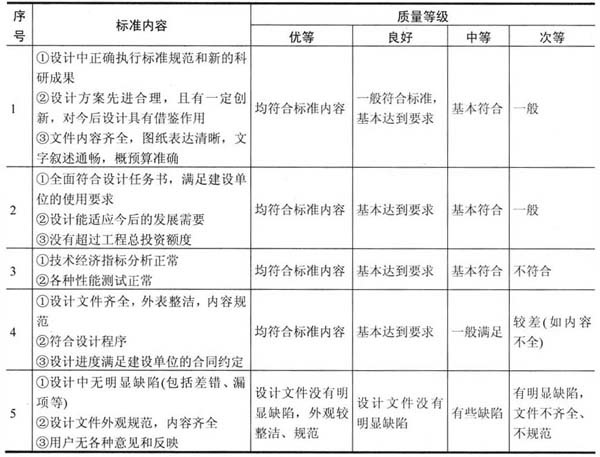 序号
标准内容
质量等级
优等
良好
中等
次等
1
①设计中正确执行标准规范和新的科
研成果
②设计方案先进合理，且有一定创
新，对今后设计具有借鉴作用
③文件内容齐全，图纸表达清晰，文
字叙述通畅，概预算准确
均符合标准内容
一般符合标准，
基本达到要求
基本符合
一般
2
①全面符合设计任务书，满足建设单
位的使用要求
②设计能适应今后的发展需要
③没有超过工程总投资额度
均符合标准内容
基本达到要求
基本符合
一般
3
①技术经济指标分析正常
②各种性能测试正常
均符合标准内容
基本达到要求
基本符合
不符合
4
①设计文件齐全，外表整洁，内容规
范
②符合设计程序
③设计进度满足建设单位的合同约定
均符合标准内容
基本达到要求
一般满足
较差(如内容
不全)
5
①设计中无明显缺陷(包括差错、漏
项等)
②设计文件外观规范，内容齐全
③用户无各种意见和反映
设计文件没有明
显缺陷，外观较
整洁、规范
设计文件没有
明显缺陷
有些缺陷
有明显缺陷，
文件不齐全、
不规范